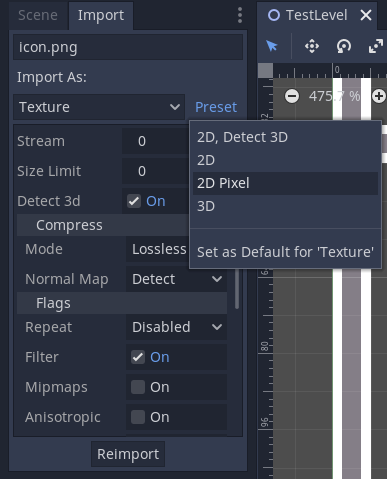 Scene Import
TestLevel
icon.png
Import As:
Texture Preset
0
475.7 %
Stream 0
2D, Detect 3D
2D
Size Limit 0
2D Pixel
Detect 3d On
3D
Compress
Mode Lossless
Set as Default for 'Texture'
Normal Map Detect
Flags
Repeat Disabled
Filter On
80
Mipmaps On
Anisotropic On
96
Reimport